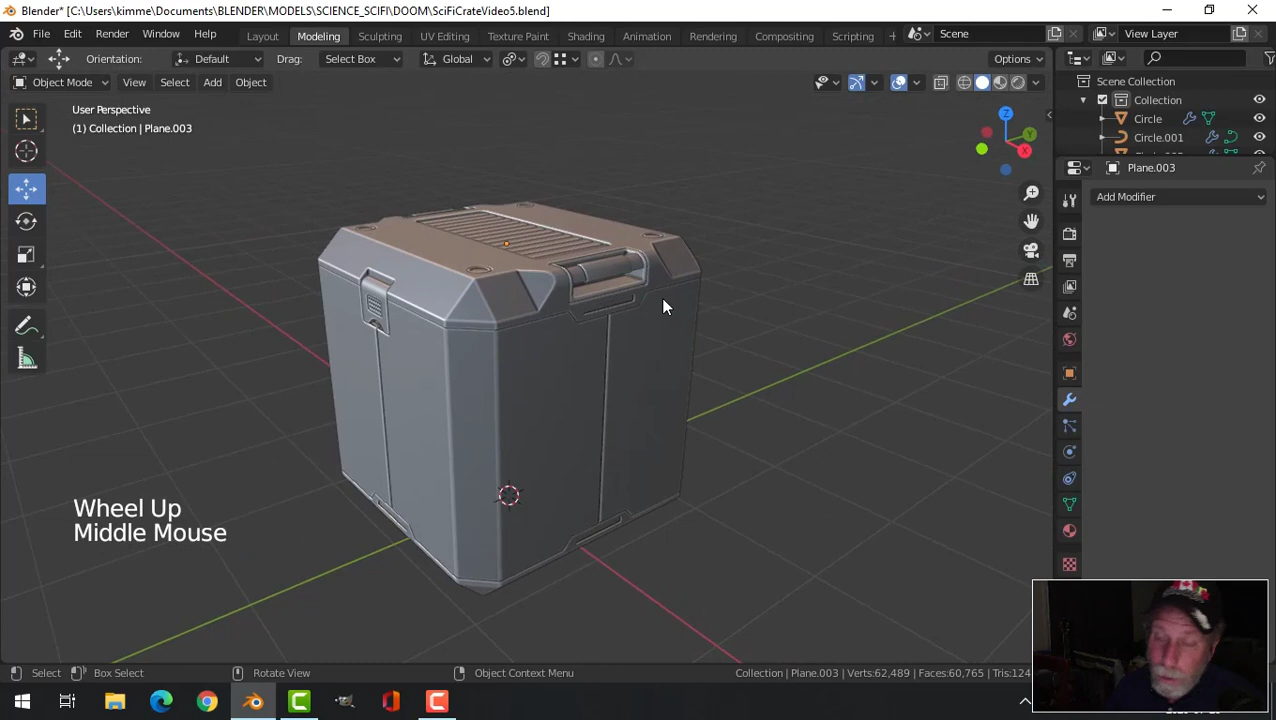 Blender* [C:\Users\kimme\Documents\BLENDER\MODELS\SCIENCE_SCIFI\DOOM\SciFiCrateVideo5.blend]
File Edit Render Window Help Layout Modeling Sculpting UV Editing Texture Paint Shading Animation Rendering Compositing Scripting + Scene View Layer
Orientation: Default Drag: Select Box Global Options
Object Mode View Select Add Object
User Perspective
(1) Collection | Plane.003
Z
Y
X
Scene Collection
Collection
Circle
Circle.001
Plane.003
Add Modifier
Wheel Up
Middle Mouse
Select Box Select Rotate View Object Context Menu Collection | Plane.003 | Verts:62,489 | Faces:60,765 | Tris:124